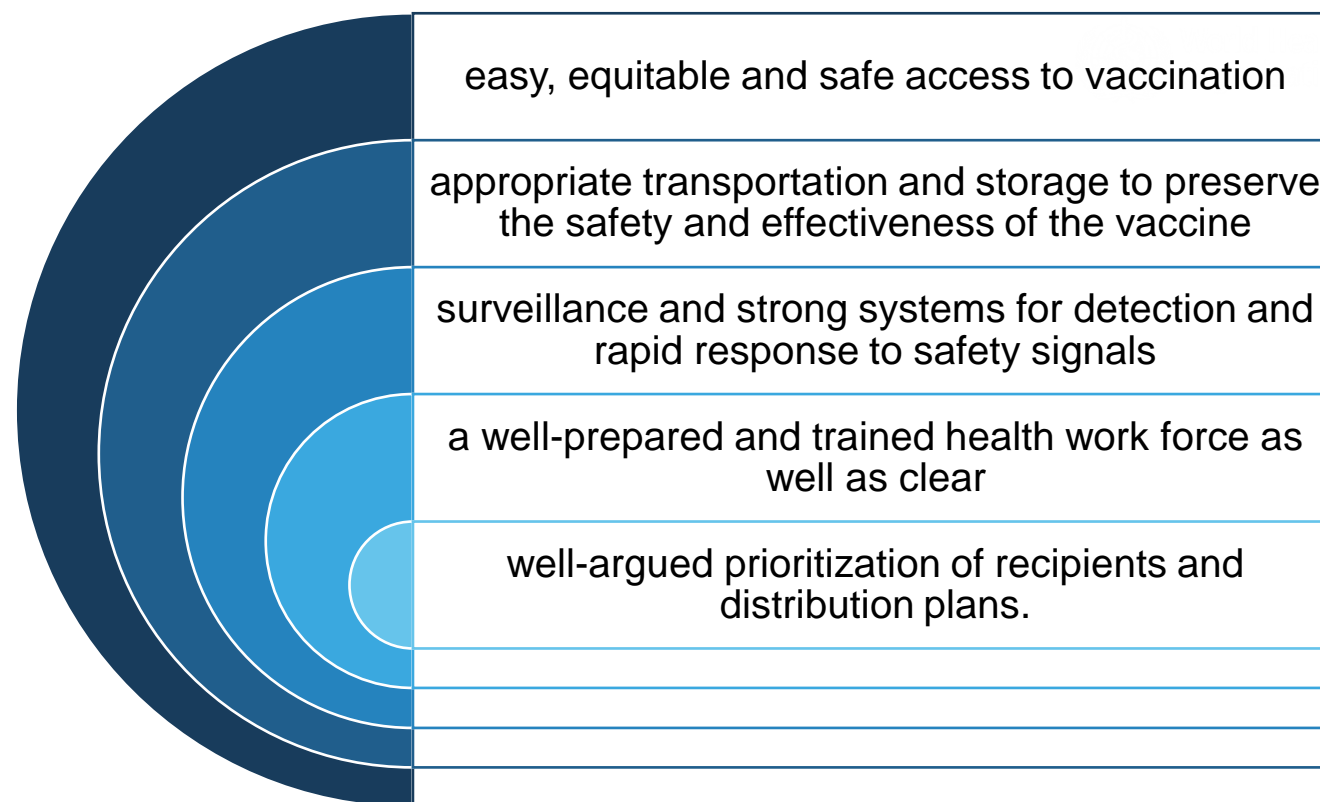 easy, equitable and safe access to vaccination
appropriate transportation and storage to preserve
the safety and effectiveness of the vaccine
surveillance and strong systems for detection and
rapid response to safety signals
a well-prepared and trained health work force as
well as clear
well-argued prioritization of recipients and
distribution plans.